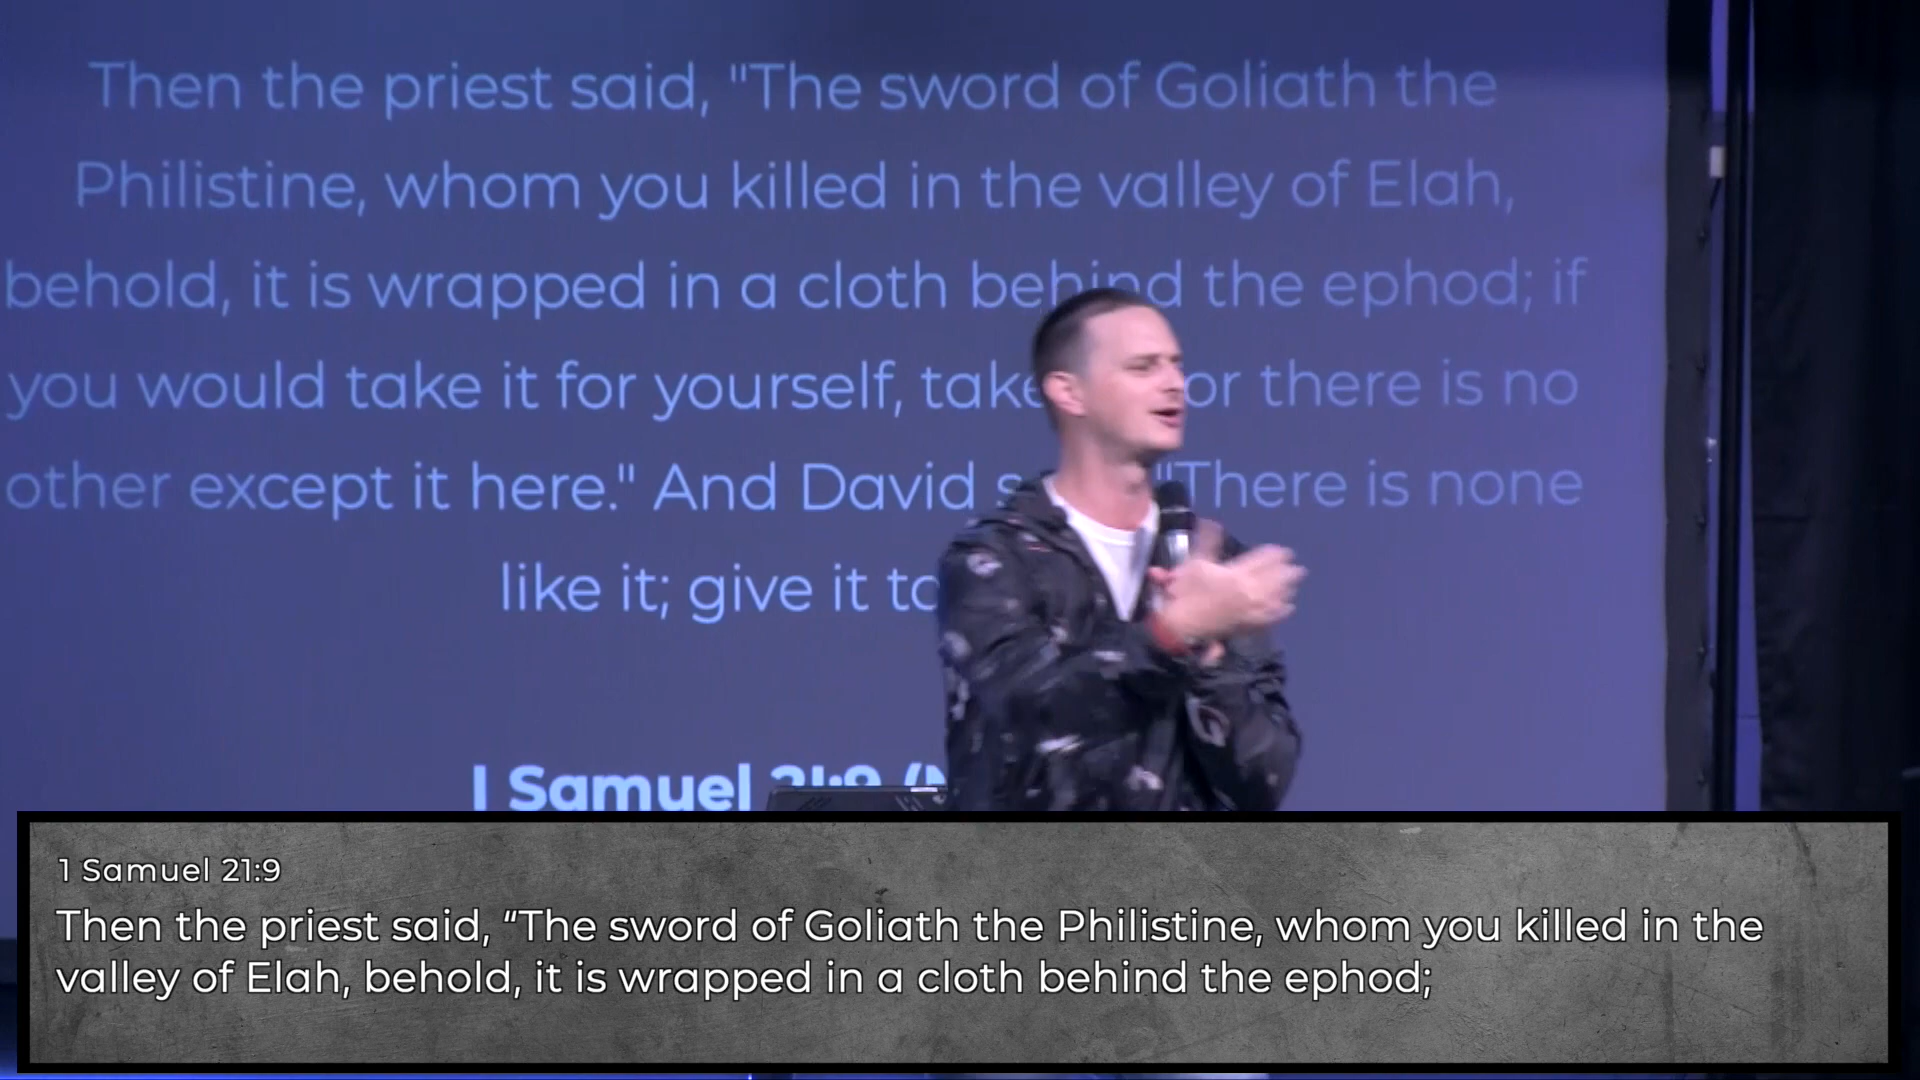 Then the priest said, "The sword of Goliath the
Philistine, whom you killed in the valley of Elah,
behold, it is wrapped in a cloth behind the ephod; if
you would take it for yourself, take or there is no
other except it here." And David "There is none
like it; give it to
I Samuel 21:9
1 Samuel 21:9
Then the priest said, “The sword of Goliath the Philistine, whom you killed in the
valley of Elah, behold, it is wrapped in a cloth behind the ephod;